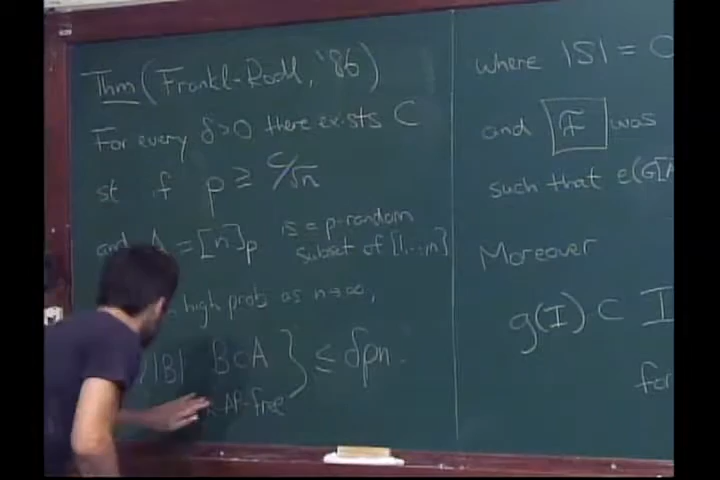 Thm (Frankl-Rödl, '86)
For every δ>0 there exists C
st if p ≥ C/√n
and A = [n]_p is = p-random
subset of [1,...,n]
high prob as n→∞,
|B| B⊂A } ≤ δpn.
AP-free
where |S| =
and F was
such that e(G[A
Moreover
g(I) ⊂ I
for